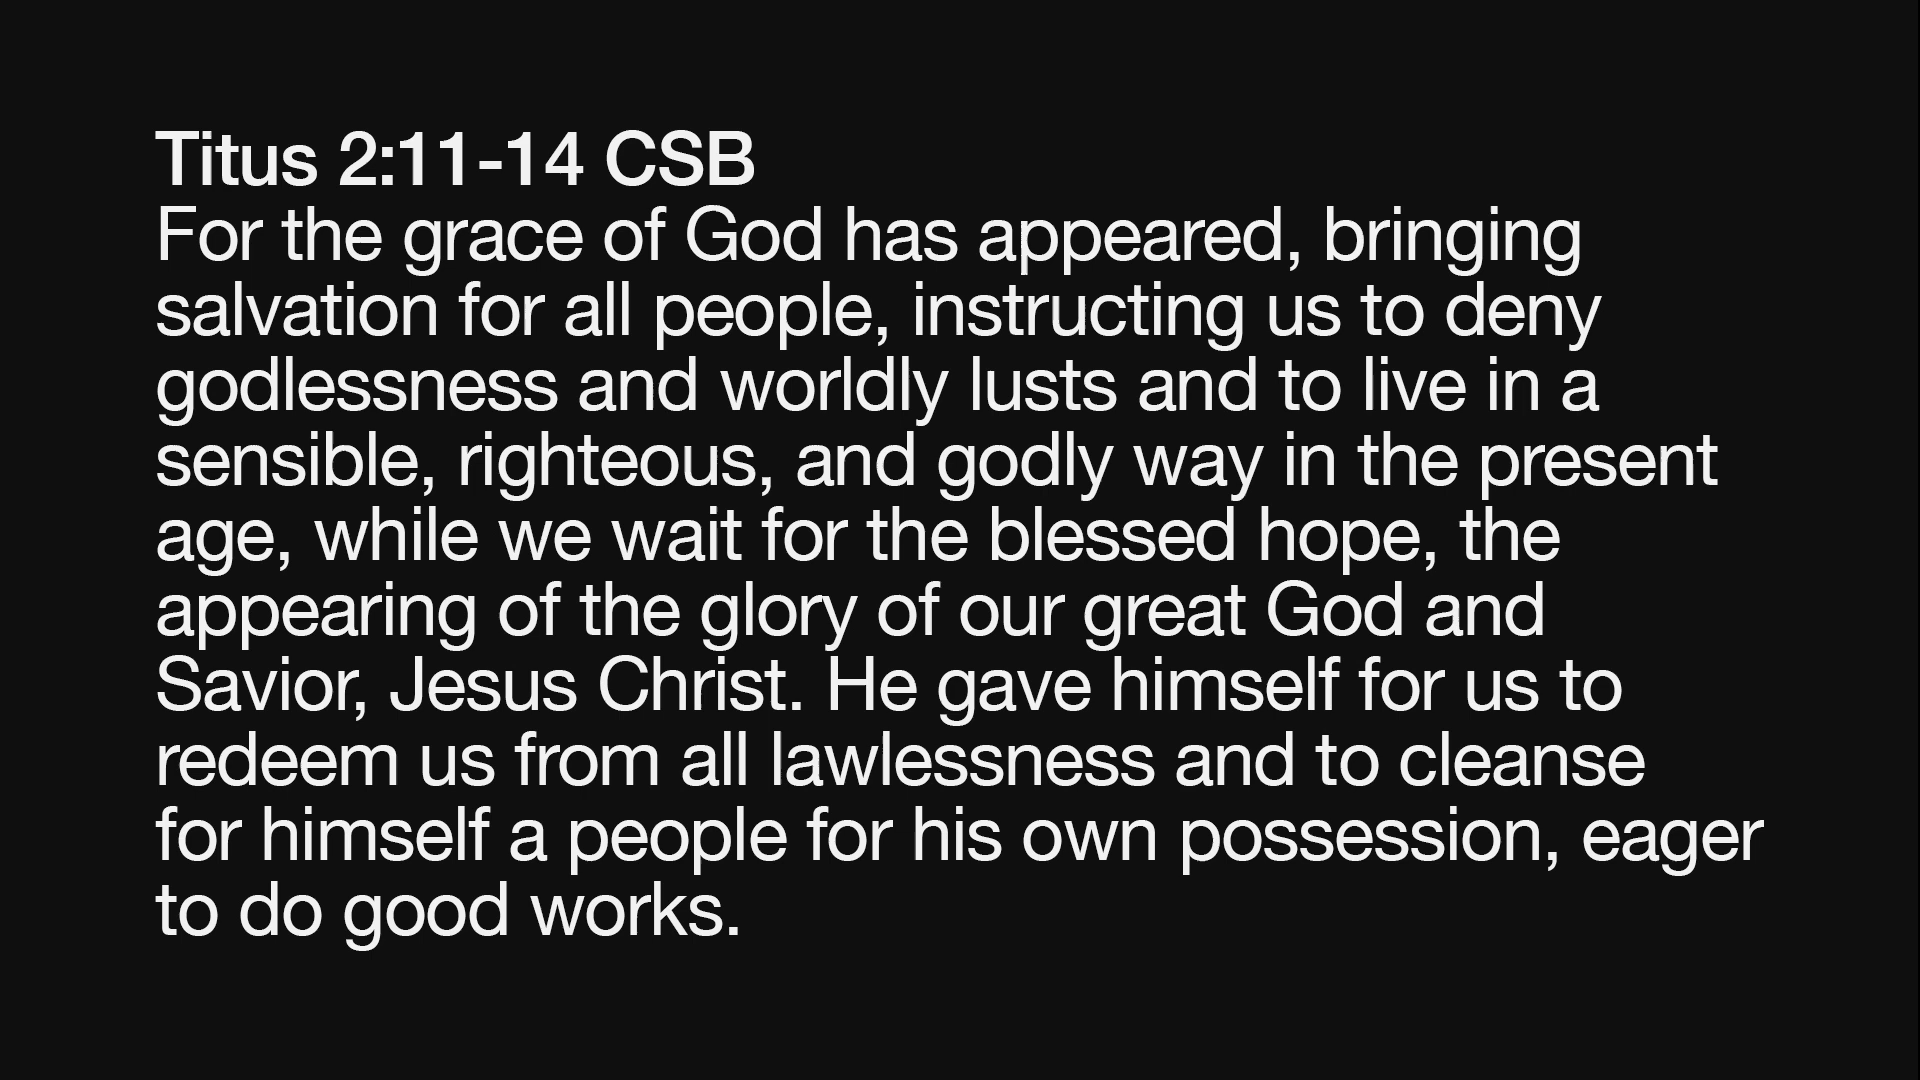 Titus 2:11-14 CSB
For the grace of God has appeared, bringing
salvation for all people, instructing us to deny
godlessness and worldly lusts and to live in a
sensible, righteous, and godly way in the present
age, while we wait for the blessed hope, the
appearing of the glory of our great God and
Savior, Jesus Christ. He gave himself for us to
redeem us from all lawlessness and to cleanse
for himself a people for his own possession, eager
to do good works.